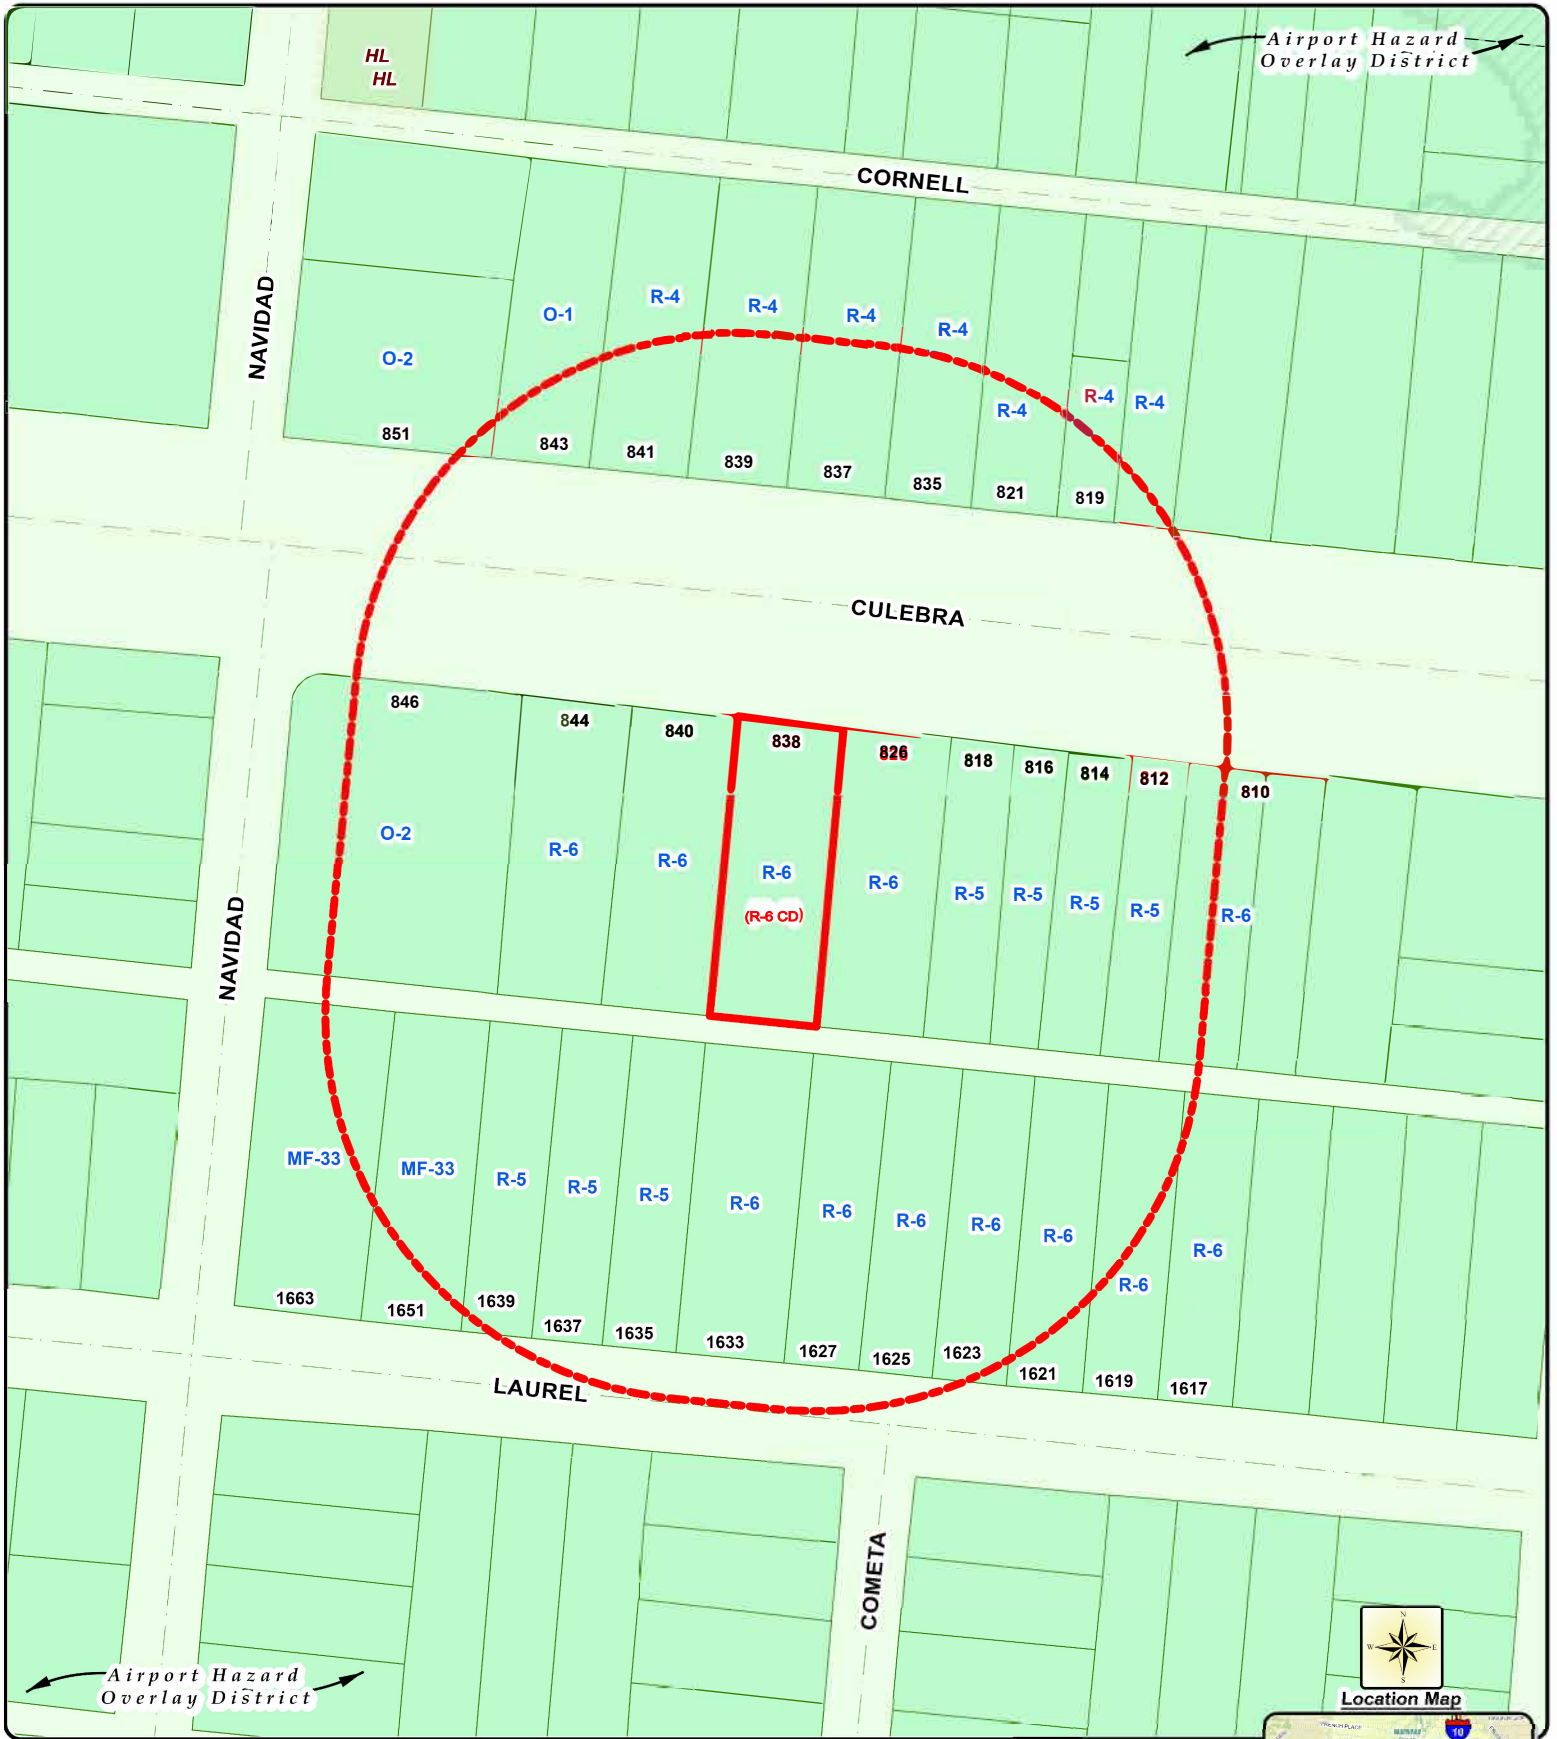 HL
HL
Airport Hazard
Overlay District
CORNELL
NAVIDAD
O-1
R-4
R-4
R-4
R-4
O-2
R-4
R-4
R-4
851
843
841
839
837
835
821
819
CULEBRA
846
844
840
838
826
818
816
814
812
810
O-2
R-6
R-6
R-6
(R-6 CD)
R-6
R-5
R-5
R-5
R-5
R-6
NAVIDAD
MF-33
MF-33
R-5
R-5
R-5
R-6
R-6
R-6
R-6
R-6
R-6
R-6
1663
1651
1639
1637
1635
1633
1627
1625
1623
1621
1619
1617
LAUREL
COMETA
Airport Hazard
Overlay District
N
W E
S
Location Map
FRENCH PLACE
10